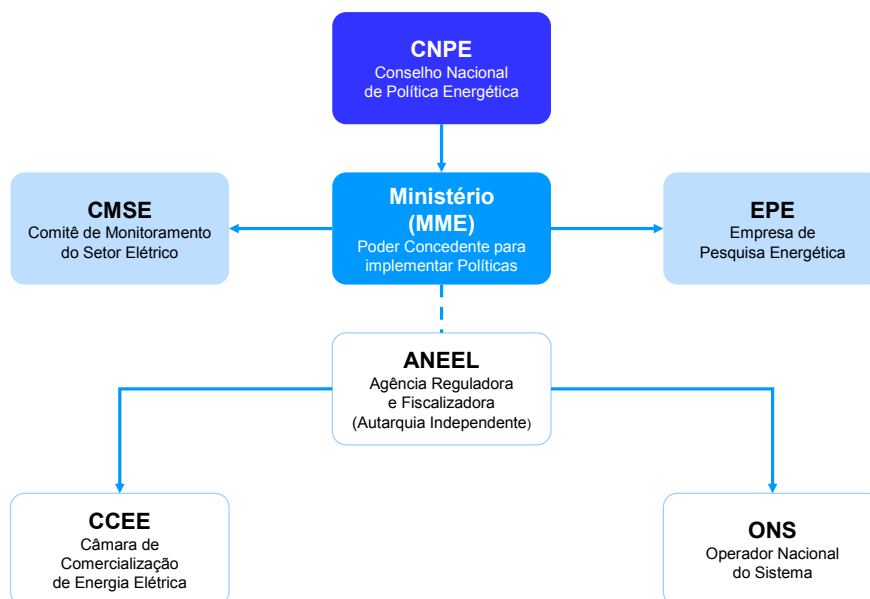 CNPE
Conselho Nacional
de Política Energética
CMSE
Comitê de Monitoramento
do Setor Elétrico
Ministério
(MME)
Poder Concedente para
implementar Políticas
EPE
Empresa de
Pesquisa Energética
ANEEL
Agência Reguladora
e Fiscalizadora
(Autarquia Independente)
CCEE
Câmara de
Comercialização
de Energia Elétrica
ONS
Operador Nacional
do Sistema